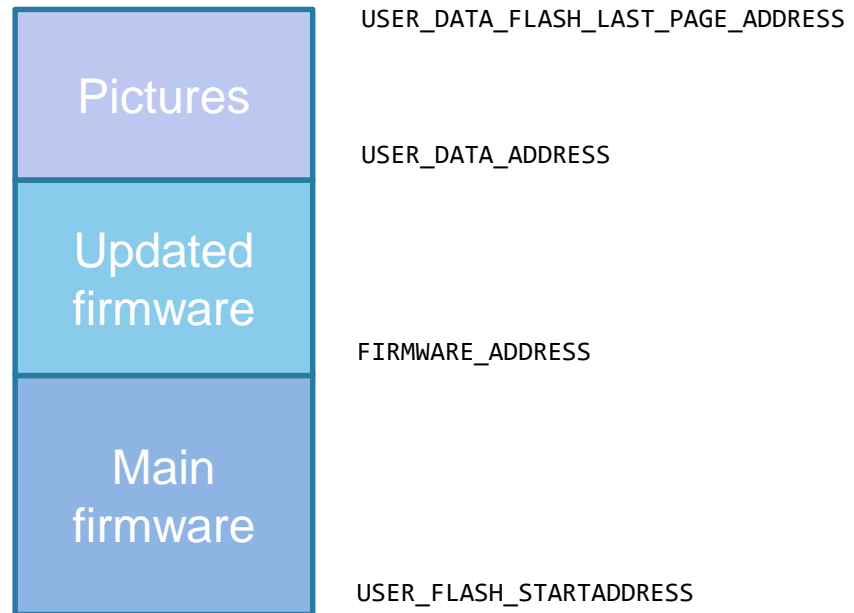 USER_DATA_FLASH_LAST_PAGE_ADDRESS
Pictures
USER_DATA_ADDRESS
Updated
firmware
FIRMWARE_ADDRESS
Main
firmware
USER_FLASH_STARTADDRESS